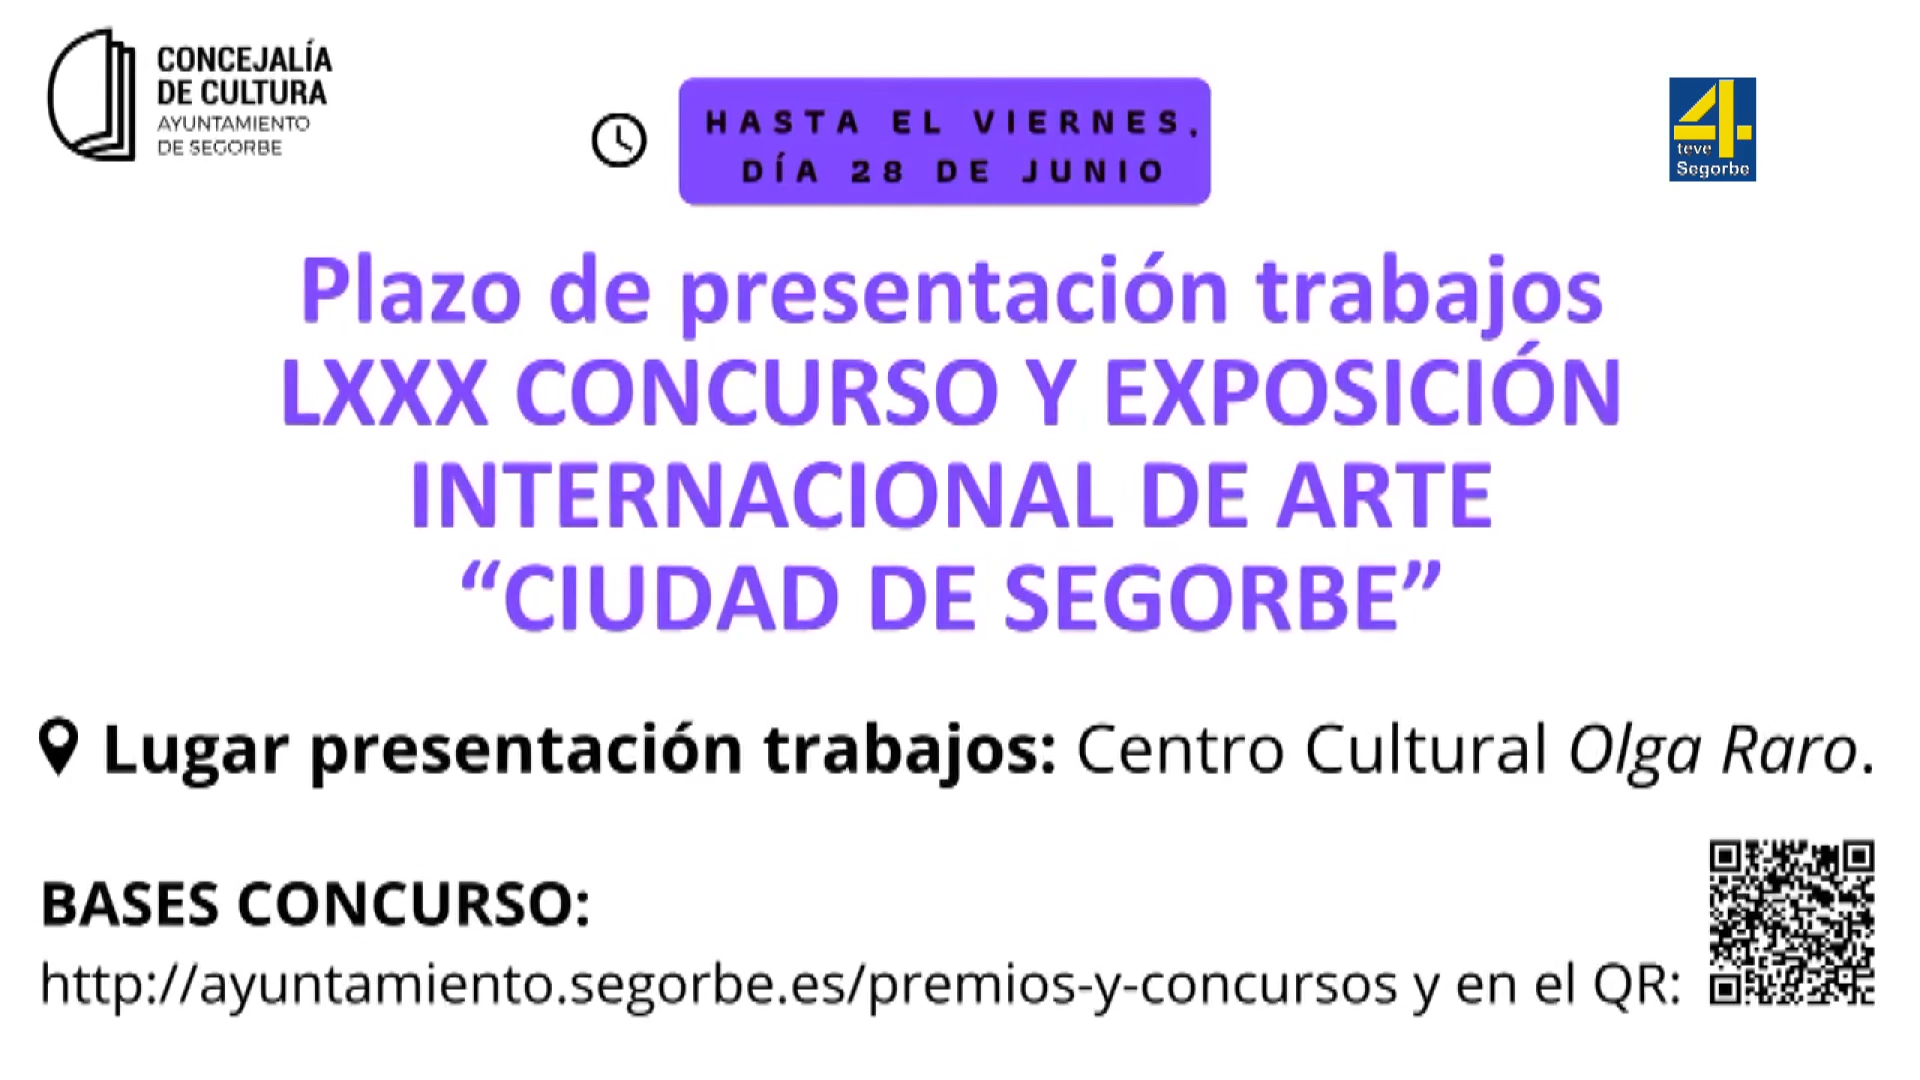 CONCEJALÍA
DE CULTURA
AYUNTAMIENTO
DE SEGORBE
HASTA EL VIERNES,
DÍA 28 DE JUNIO
4
teve
Segorbe
Plazo de presentación trabajos
LXXX CONCURSO Y EXPOSICIÓN
INTERNACIONAL DE ARTE
“CIUDAD DE SEGORBE”
Lugar presentación trabajos: Centro Cultural Olga Raro.
BASES CONCURSO:
http://ayuntamiento.segorbe.es/premios-y-concursos y en el QR: